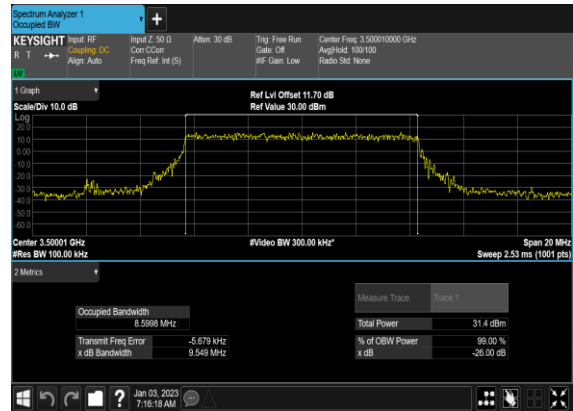 Spectrum Analyzer 1
Occupied BW
+
KEYSIGHT
R T
LXI
Input: RF
Coupling: DC
Align: Auto
Input Z: 50 Ω
Corr CCorr
Freq Ref: Int (S)
Atten: 30 dB
Trig: Free Run
Gate: Off
#IF Gain: Low
Center Freq: 3.500010000 GHz
Avg|Hold: 100/100
Radio Std: None
1 Graph
Scale/Div 10.0 dB
Ref Lvl Offset 11.70 dB
Ref Value 30.00 dBm
Log
20.0
10.0
0.00
-10.0
-20.0
-30.0
-40.0
-50.0
-60.0
Center 3.50001 GHz
#Res BW 100.00 kHz
#Video BW 300.00 kHz*
Span 20 MHz
Sweep 2.53 ms (1001 pts)
2 Metrics
Measure Trace
Trace 1
Occupied Bandwidth
8.5998 MHz
Total Power
31.4 dBm
Transmit Freq Error
-5.679 kHz
% of OBW Power
99.00 %
x dB Bandwidth
9.549 MHz
x dB
-26.00 dB
?
Jan 03, 2023
7:16:18 AM